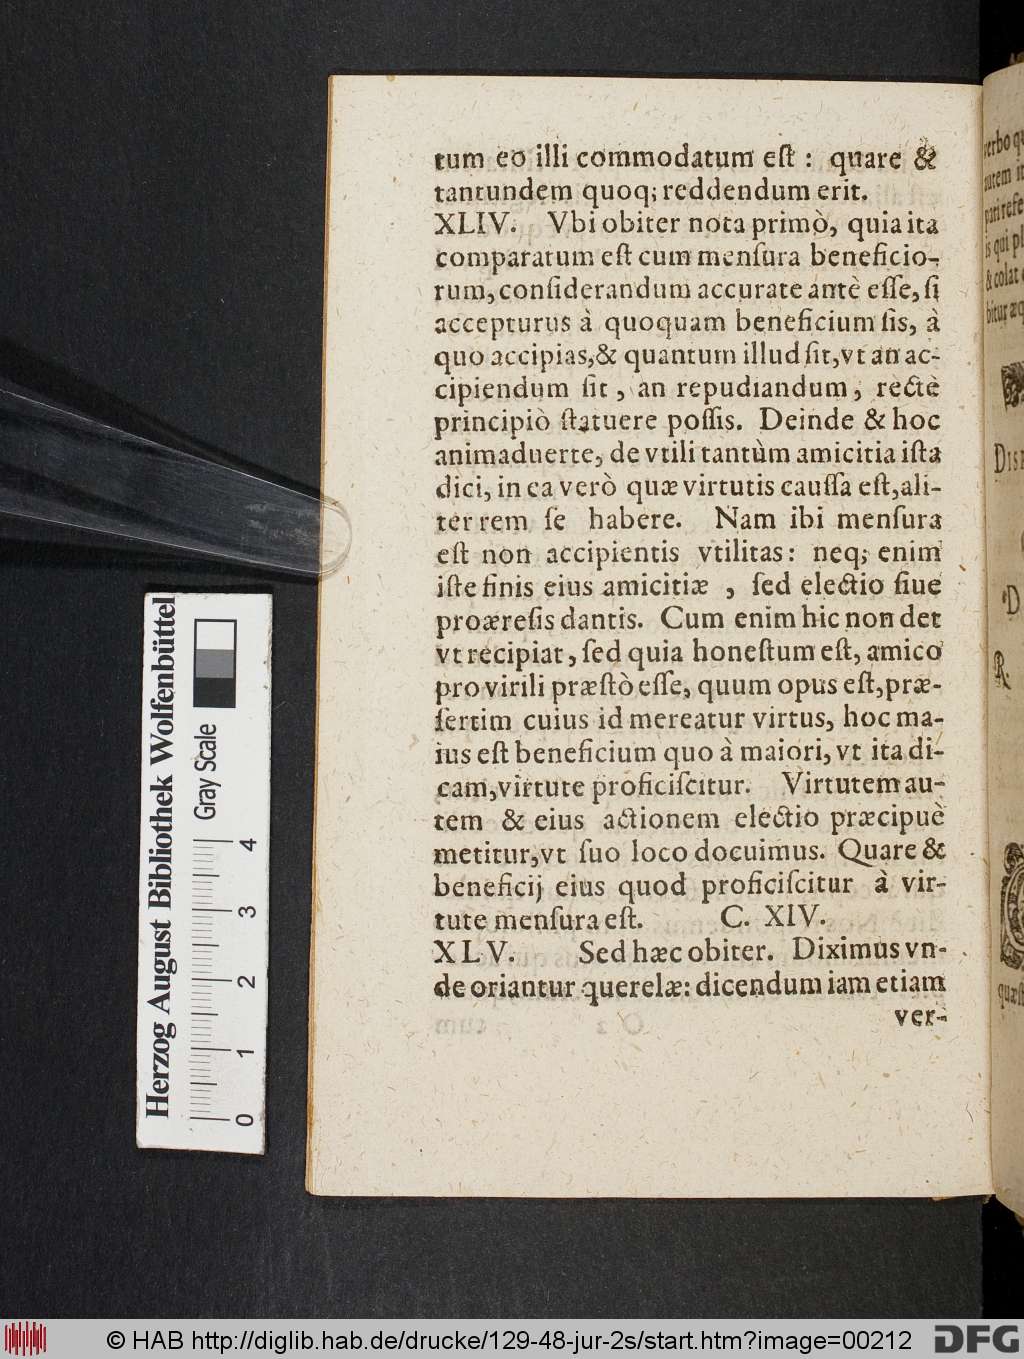 tum eo illi commodatum eſt : quare &
tantundem quoq; reddendum erit.
XLIV. Vbi obiter nota primò, quia ita
comparatum eſt cum menſura beneficio-
rum, conſiderandum accurate antè eſſe, ſi
accepturus à quoquam beneficium ſis, à
quo accipias, & quantum illud ſit, vt an ac-
cipiendum ſit, an repudiandum, rectè
principiò ſtatuere poſſis. Deinde & hoc
animaduerte, de vtili tantùm amicitia iſta
dici, in ea verò quæ virtutis cauſſa eſt, ali-
ter rem ſe habere. Nam ibi menſura
eſt non accipientis vtilitas: neq; enim
iſte finis eius amicitiæ , ſed electio ſiue
proæreſis dantis. Cum enim hic non det
vt recipiat, ſed quia honeſtum eſt, amico
pro virili præſtò eſſe, quum opus eſt, præ-
ſertim cuius id mereatur virtus, hoc ma-
ius eſt beneficium quo à maiori, vt ita di-
cam, virtute proficiſcitur. Virtutem au-
tem & eius actionem electio præcipuè
metitur, vt ſuo loco docuimus. Quare &
beneficij eius quod proficiſcitur à vir-
tute menſura eſt. C. XIV.
XLV. Sed hæc obiter. Diximus vn-
de oriantur querelæ: dicendum iam etiam
ver-
Herzog August Bibliothek Wolfenbüttel
Gray Scale
0 1 2 3 4
© HAB http://diglib.hab.de/drucke/129-48-jur-2s/start.htm?image=00212
DFG